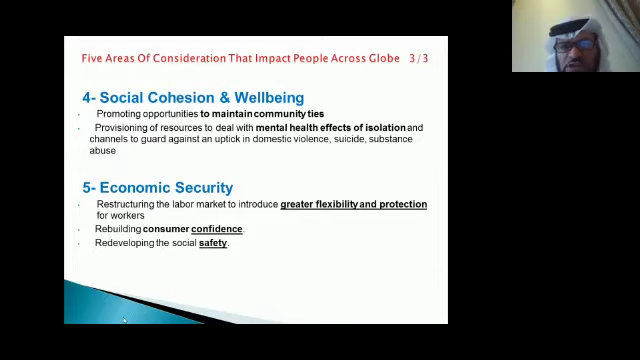 Five Areas Of Consideration That Impact People Across Globe 3/3
4- Social Cohesion & Wellbeing
Promoting opportunities to maintain community ties
Provisioning of resources to deal with mental health effects of isolation and
channels to guard against an uptick in domestic violence, suicide, substance
abuse
5- Economic Security
Restructuring the labor market to introduce greater flexibility and protection
for workers
Rebuilding consumer confidence.
Redeveloping the social safety.